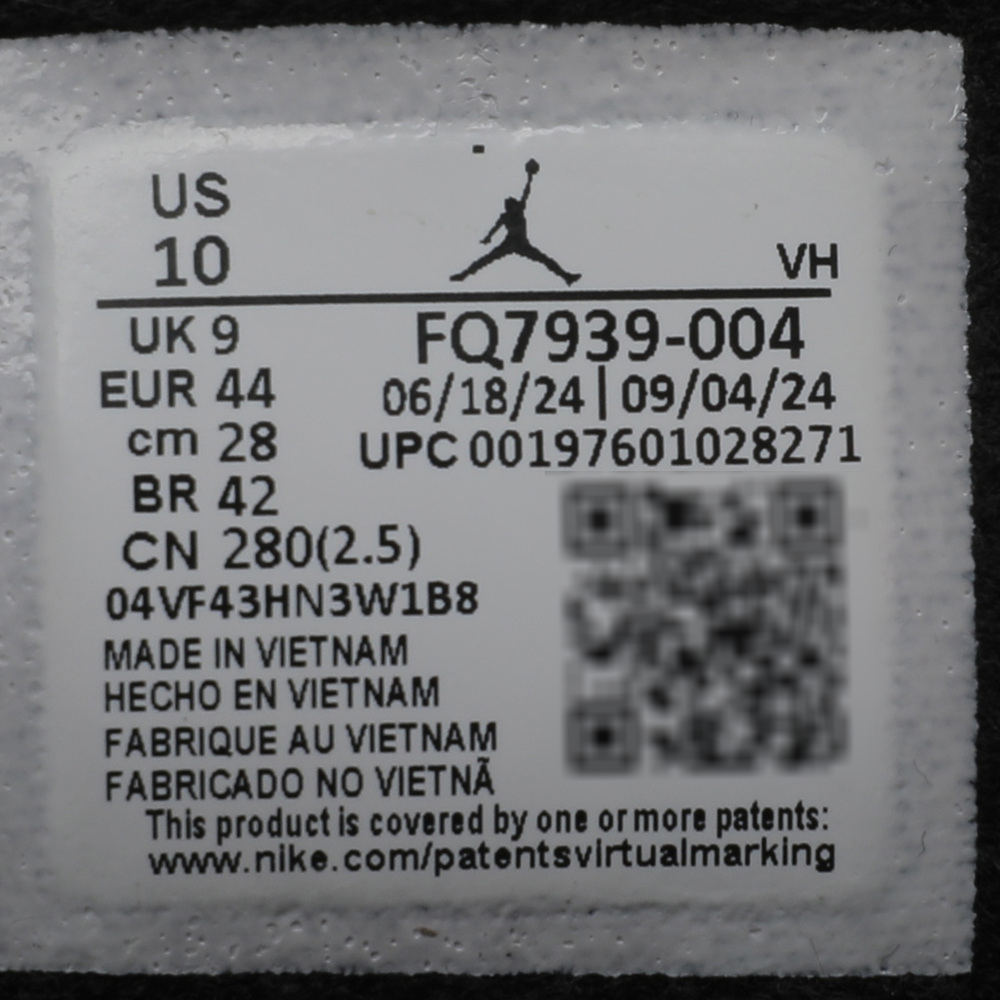 US
10
VH
UK 9
FQ7939-004
EUR 44
06/18/24 | 09/04/24
cm 28
UPC 00197601028271
BR 42
CN 280(2.5)
04VF43HN3W1B8
MADE IN VIETNAM
HECHO EN VIETNAM
FABRIQUE AU VIETNAM
FABRICADO NO VIETNÃ
This product is covered by one or more patents:
www.nike.com/patentsvirtualmarking